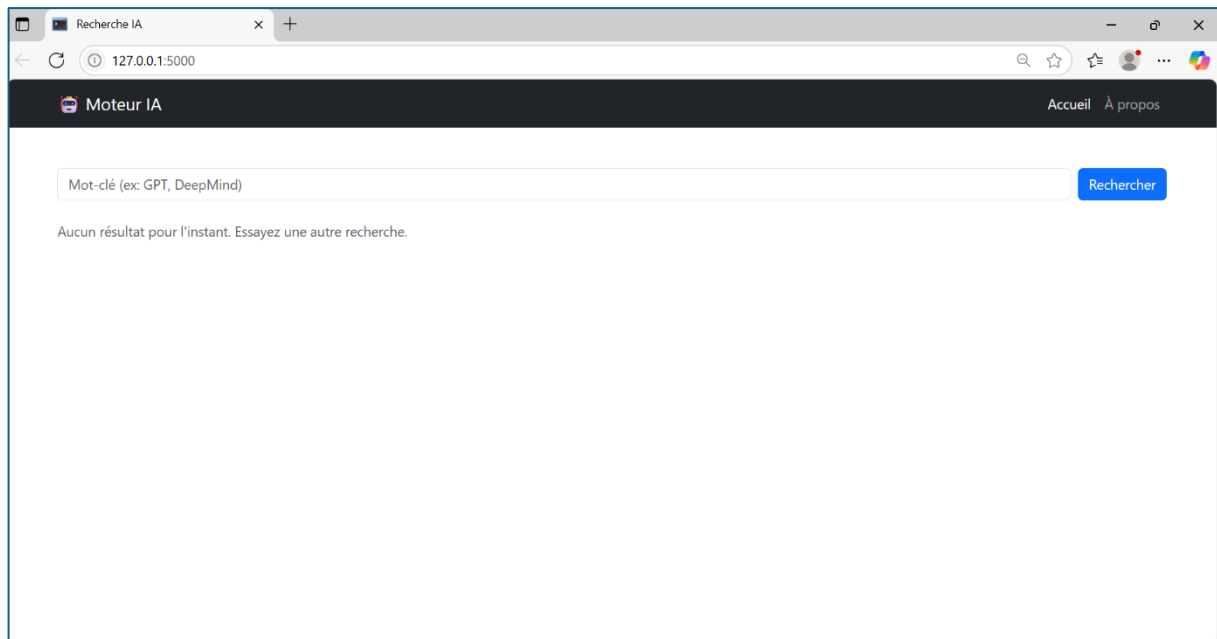 Recherche IA
127.0.0.1:5000
Moteur IA
Accueil À propos
Mot-clé (ex: GPT, DeepMind)
Rechercher
Aucun résultat pour l'instant. Essayez une autre recherche.